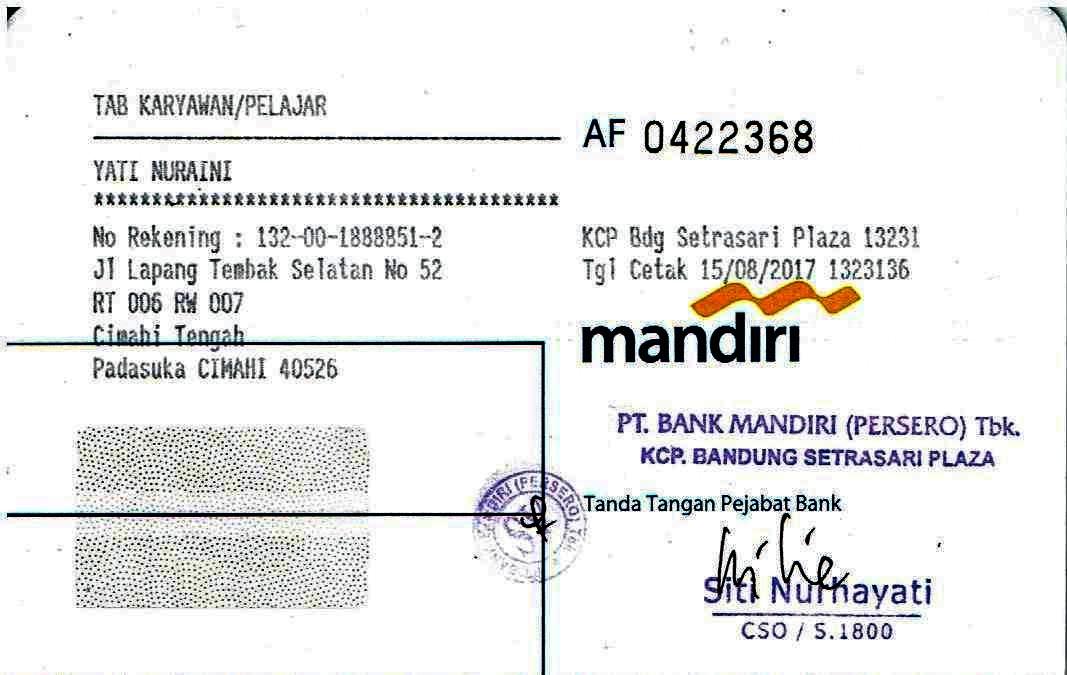 TAB KARYAWAN/PELAJAR
AF 0422368
YATI NURAINI
****************************************
No Rekening : 132-00-1888851-2
Jl Lapang Tembak Selatan No 52
RT 006 RW 007
Cimahi Tengah
Padasuka CIMAHI 40526
KCP Bdg Setrasari Plaza 13231
Tgl Cetak 15/08/2017 1323136
mandiri
PT. BANK MANDIRI (PERSERO) Tbk.
KCP. BANDUNG SETRASARI PLAZA
Tanda Tangan Pejabat Bank
Siti Nurhayati
CSO / S.1800